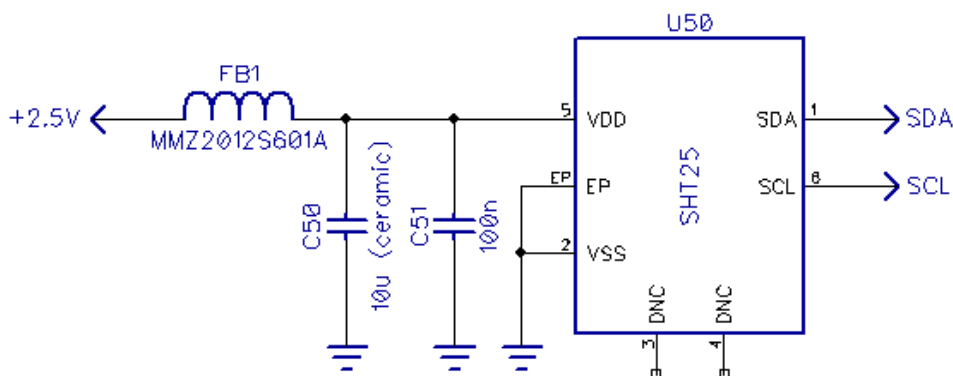 U50
FB1
+2.5V
MMZ2012S601A
5
VDD
SDA
1
SDA
EP
EP
SCL
6
SCL
SHT25
C50
10u (ceramic)
C51
100n
2
VSS
DNC
DNC
3
4